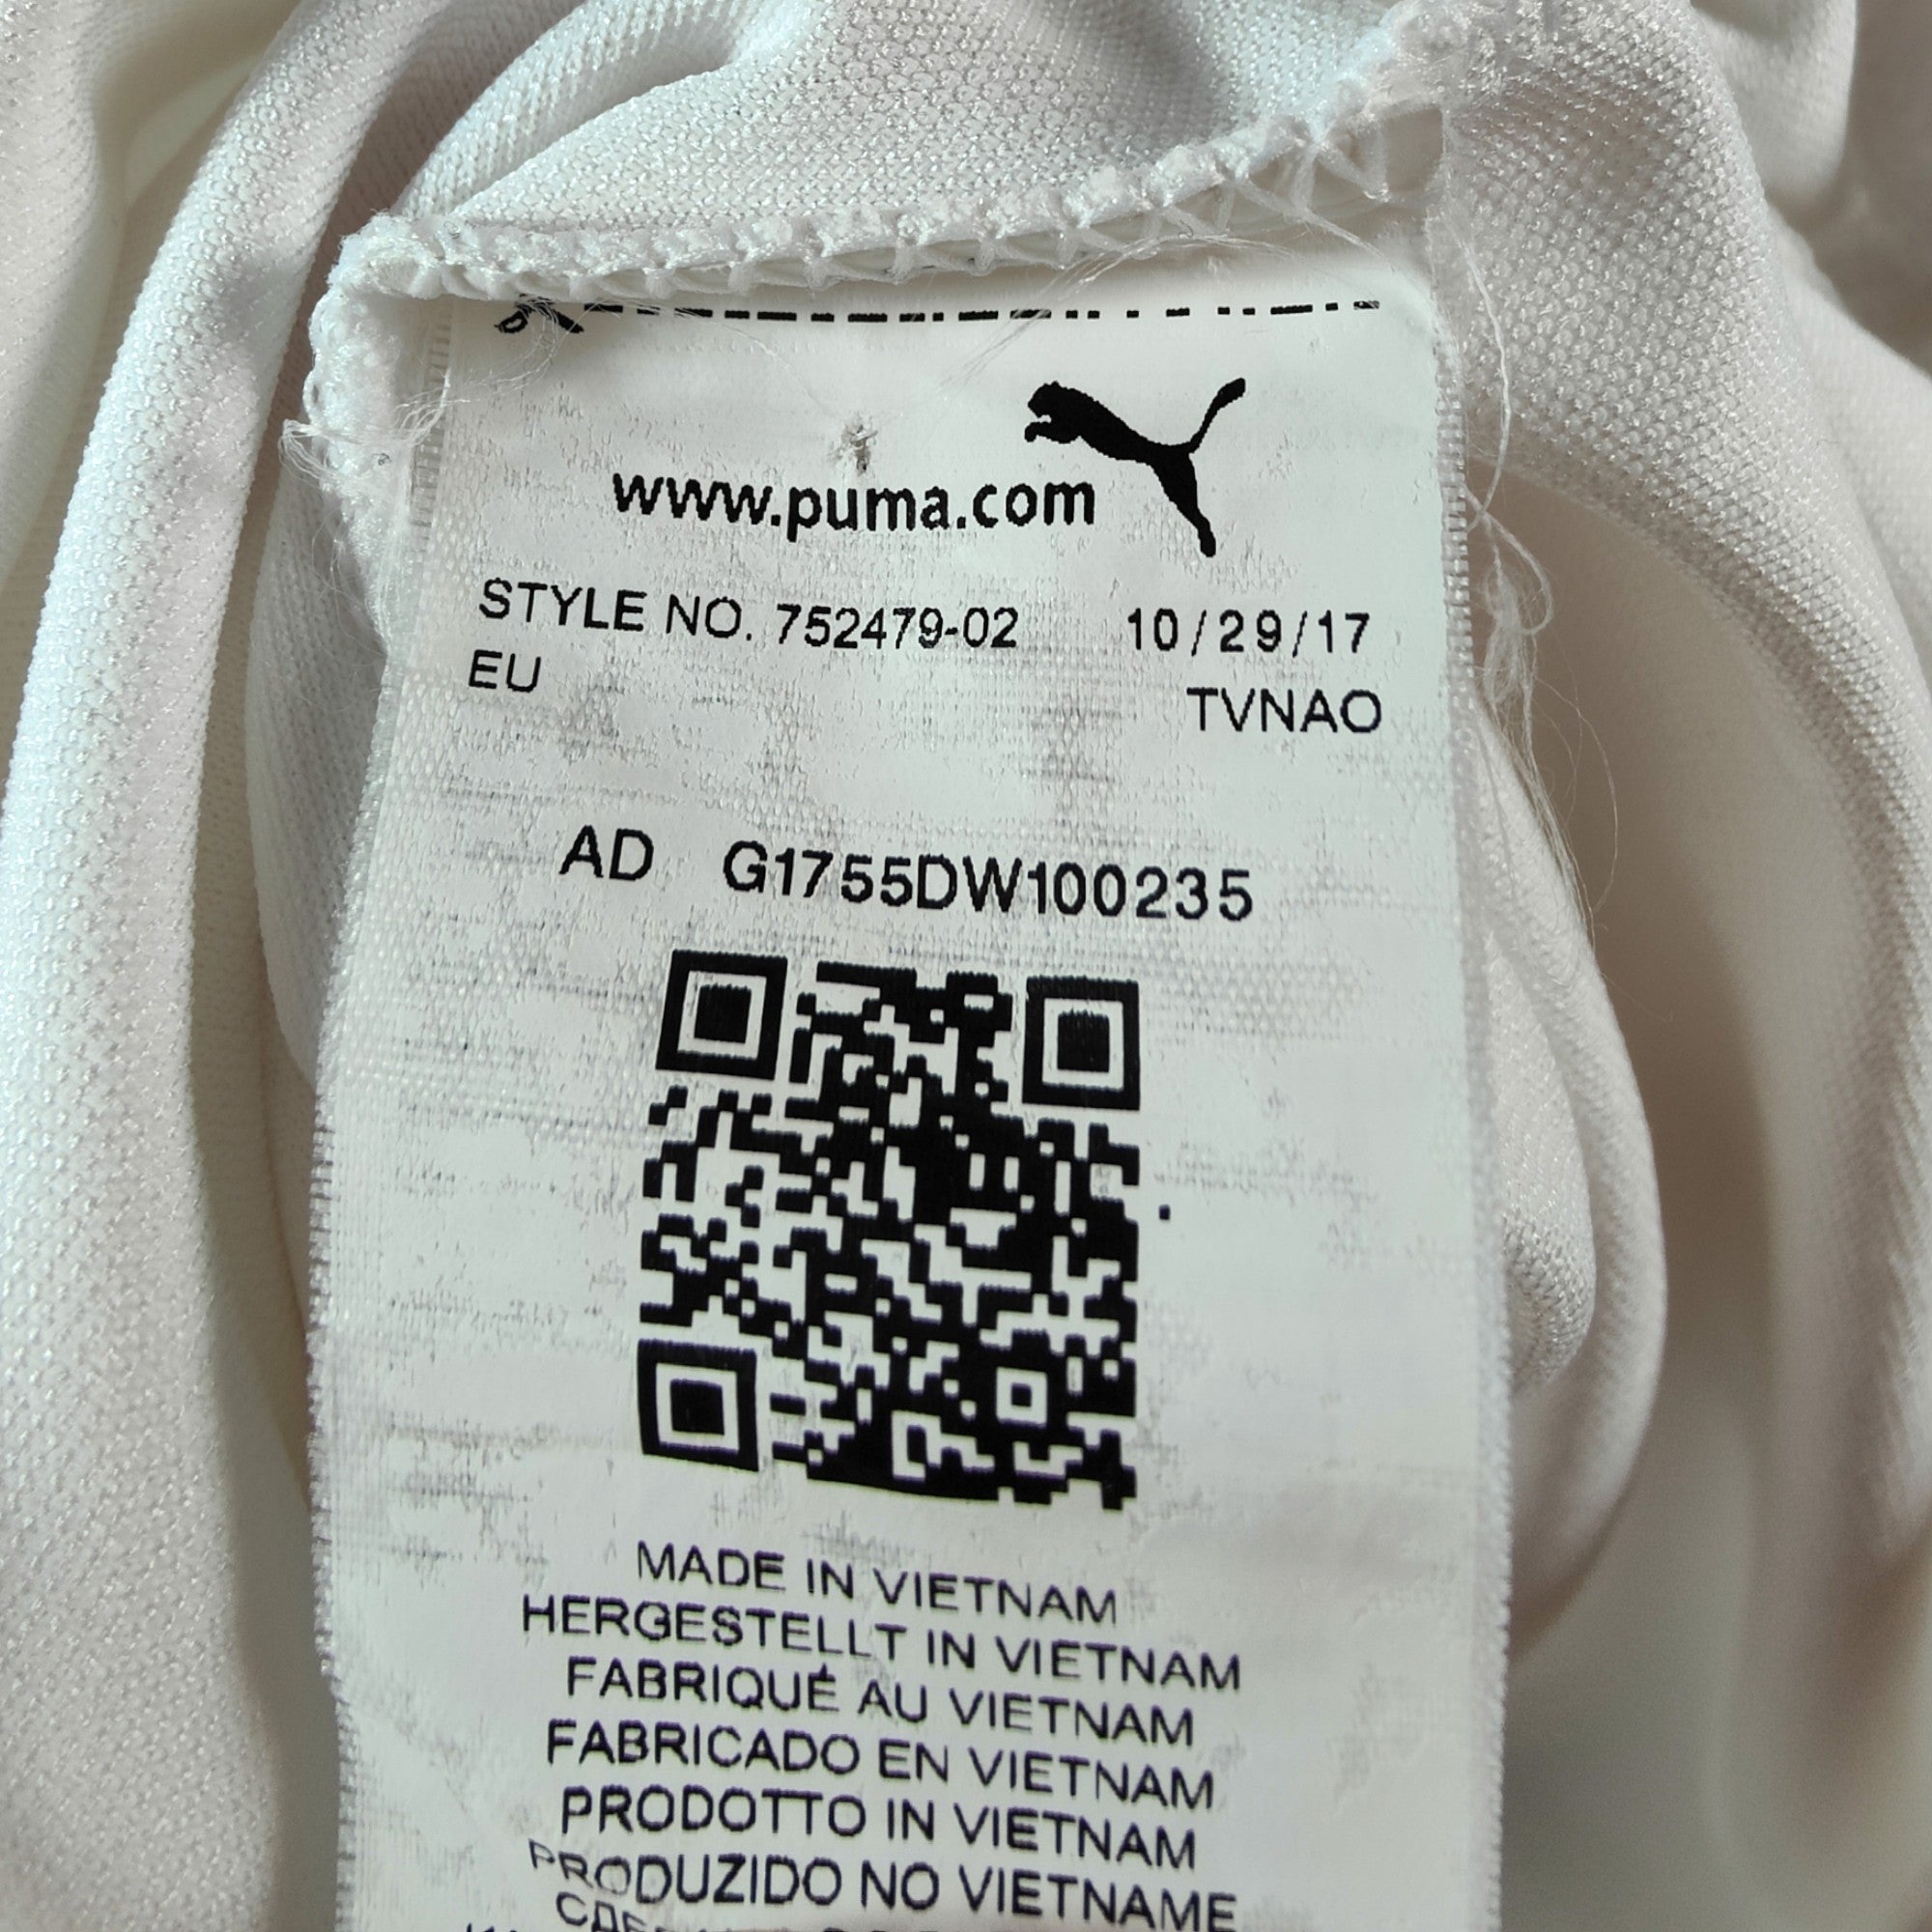 www.puma.com
STYLE NO. 752479-02 10/29/17
EU TVNAO
AD G1755DW100235
MADE IN VIETNAM
HERGESTELLT IN VIETNAM
FABRIQUÉ AU VIETNAM
FABRICADO EN VIETNAM
PRODOTTO IN VIETNAM
PRODUZIDO NO VIETNAME